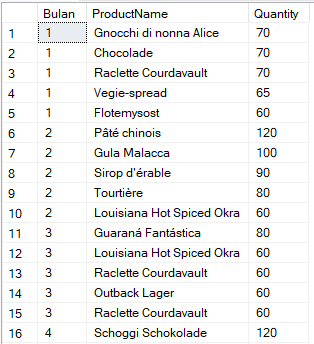 Bulan ProductName Quantity
1 1 Gnocchi di nonna Alice 70
2 1 Chocolade 70
3 1 Raclette Courdavault 70
4 1 Vegie-spread 65
5 1 Flotemysost 60
6 2 Pâté chinois 120
7 2 Gula Malacca 100
8 2 Sirop d'érable 90
9 2 Tourtière 80
10 2 Louisiana Hot Spiced Okra 60
11 3 Guaraná Fantástica 80
12 3 Louisiana Hot Spiced Okra 60
13 3 Raclette Courdavault 60
14 3 Outback Lager 60
15 3 Raclette Courdavault 60
16 4 Schoggi Schokolade 120